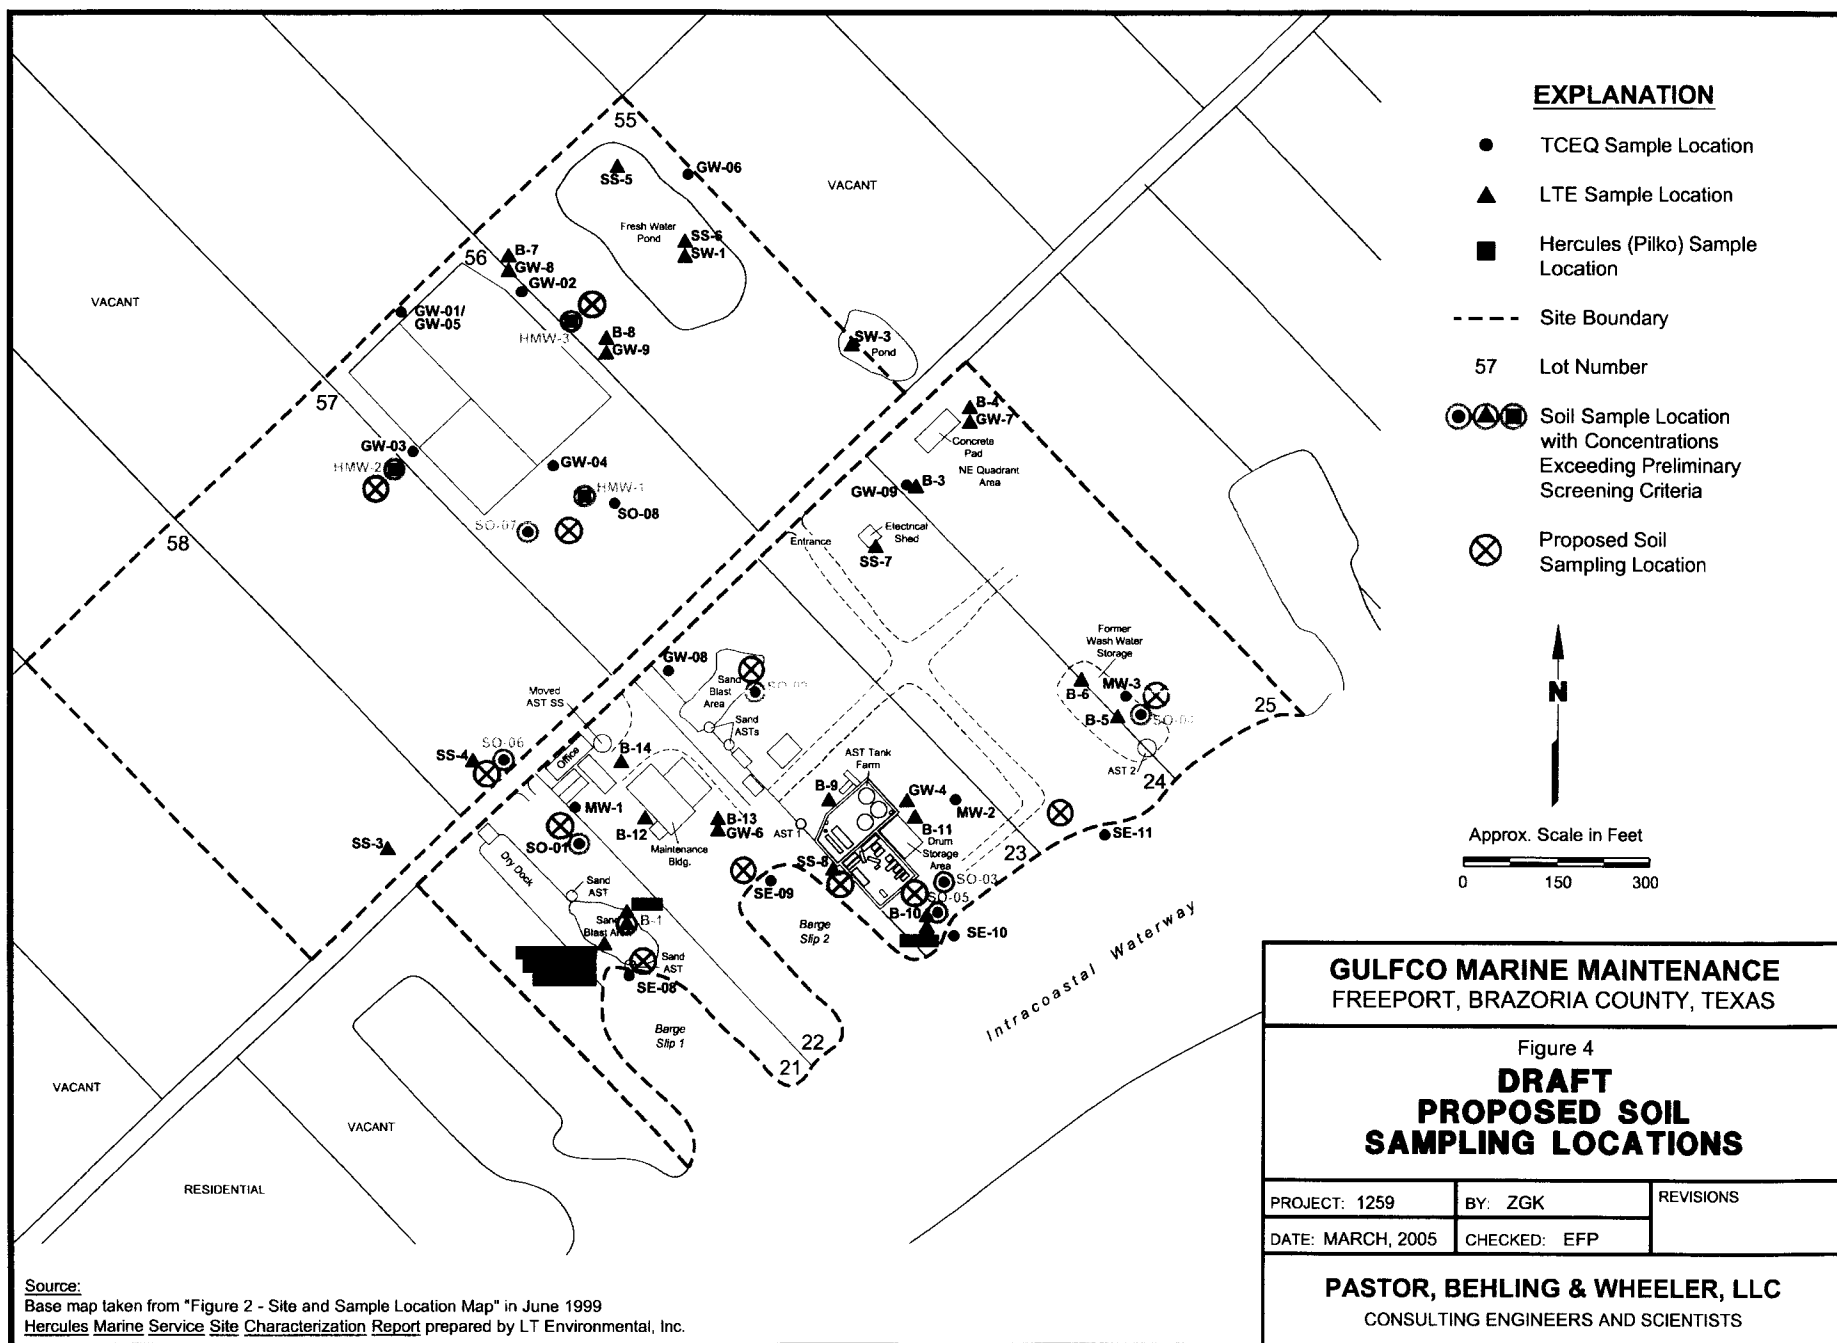 55
GW-06
SS-5
VACANT
Fresh Water
Pond
SS-6
SW-1
B-7
56
GW-8
GW-02
VACANT
GW-01/
GW-05
HMW-3
B-8
GW-9
SW-3
Pond
57
B-4
GW-7
Concrete
Pad
NE Quadrant
Area
GW-03
HMW-2
GW-04
HMW-1
SO-08
SO-07
GW-09
B-3
58
Entrance
Electrical
Shed
SS-7
Former
Wash Water
Storage
GW-08
Sand
Blast
Area
B-6
MW-3
B-5
25
Moved
AST SS
Sand
ASTs
SO-06
SS-4
Office
B-14
AST Tank
Farm
AST 2
24
B-9
GW-4
MW-1
MW-2
B-12
B-13
GW-6
AST 1
B-11
Drum
Storage
Area
SE-11
SS-3
SO-01
Maintenance
Bldg.
23
Dry Dock
SS-8
SO-03
Sand
AST
SE-09
SO-05
B-1
B-10
Sand
Blast Area
Barge
Slip 2
SE-10
Sand
AST
SE-08
Intracoastal Waterway
Barge
Slip 1
22
21
VACANT
VACANT
RESIDENTIAL
EXPLANATION
TCEQ Sample Location
LTE Sample Location
Hercules (Pilko) Sample
Location
Site Boundary
57 Lot Number
Soil Sample Location
with Concentrations
Exceeding Preliminary
Screening Criteria
Proposed Soil
Sampling Location
N
Approx. Scale in Feet
0 150 300
GULFCO MARINE MAINTENANCE
FREEPORT, BRAZORIA COUNTY, TEXAS
Figure 4
DRAFT
PROPOSED SOIL
SAMPLING LOCATIONS
PROJECT: 1259 BY: ZGK REVISIONS
DATE: MARCH, 2005 CHECKED: EFP
PASTOR, BEHLING & WHEELER, LLC
CONSULTING ENGINEERS AND SCIENTISTS
Source:
Base map taken from "Figure 2 - Site and Sample Location Map" in June 1999
Hercules Marine Service Site Characterization Report prepared by LT Environmental, Inc.